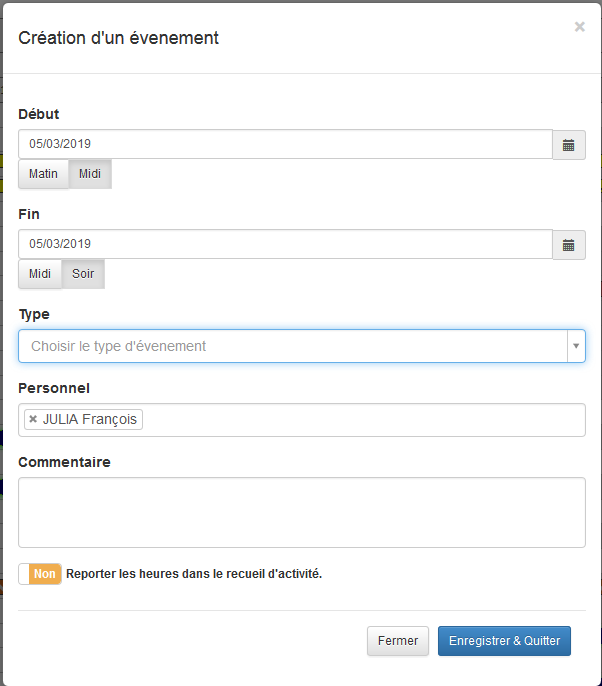 Création d'un évenement
×
Début
05/03/2019
Matin Midi
Fin
05/03/2019
Midi Soir
Type
Choisir le type d'évenement
Personnel
× JULIA François
Commentaire
Non Reporter les heures dans le recueil d'activité.
Fermer Enregistrer & Quitter